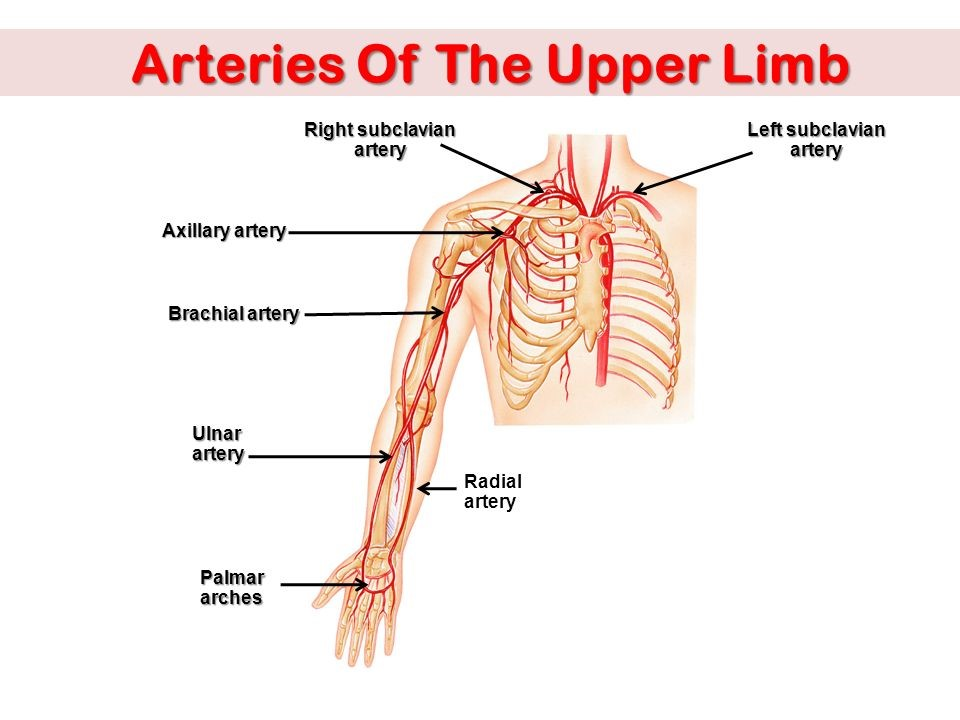 Arteries Of The Upper Limb
Right subclavian
artery
Left subclavian
artery
Axillary artery
Brachial artery
Ulnar
artery
Radial
artery
Palmar
arches